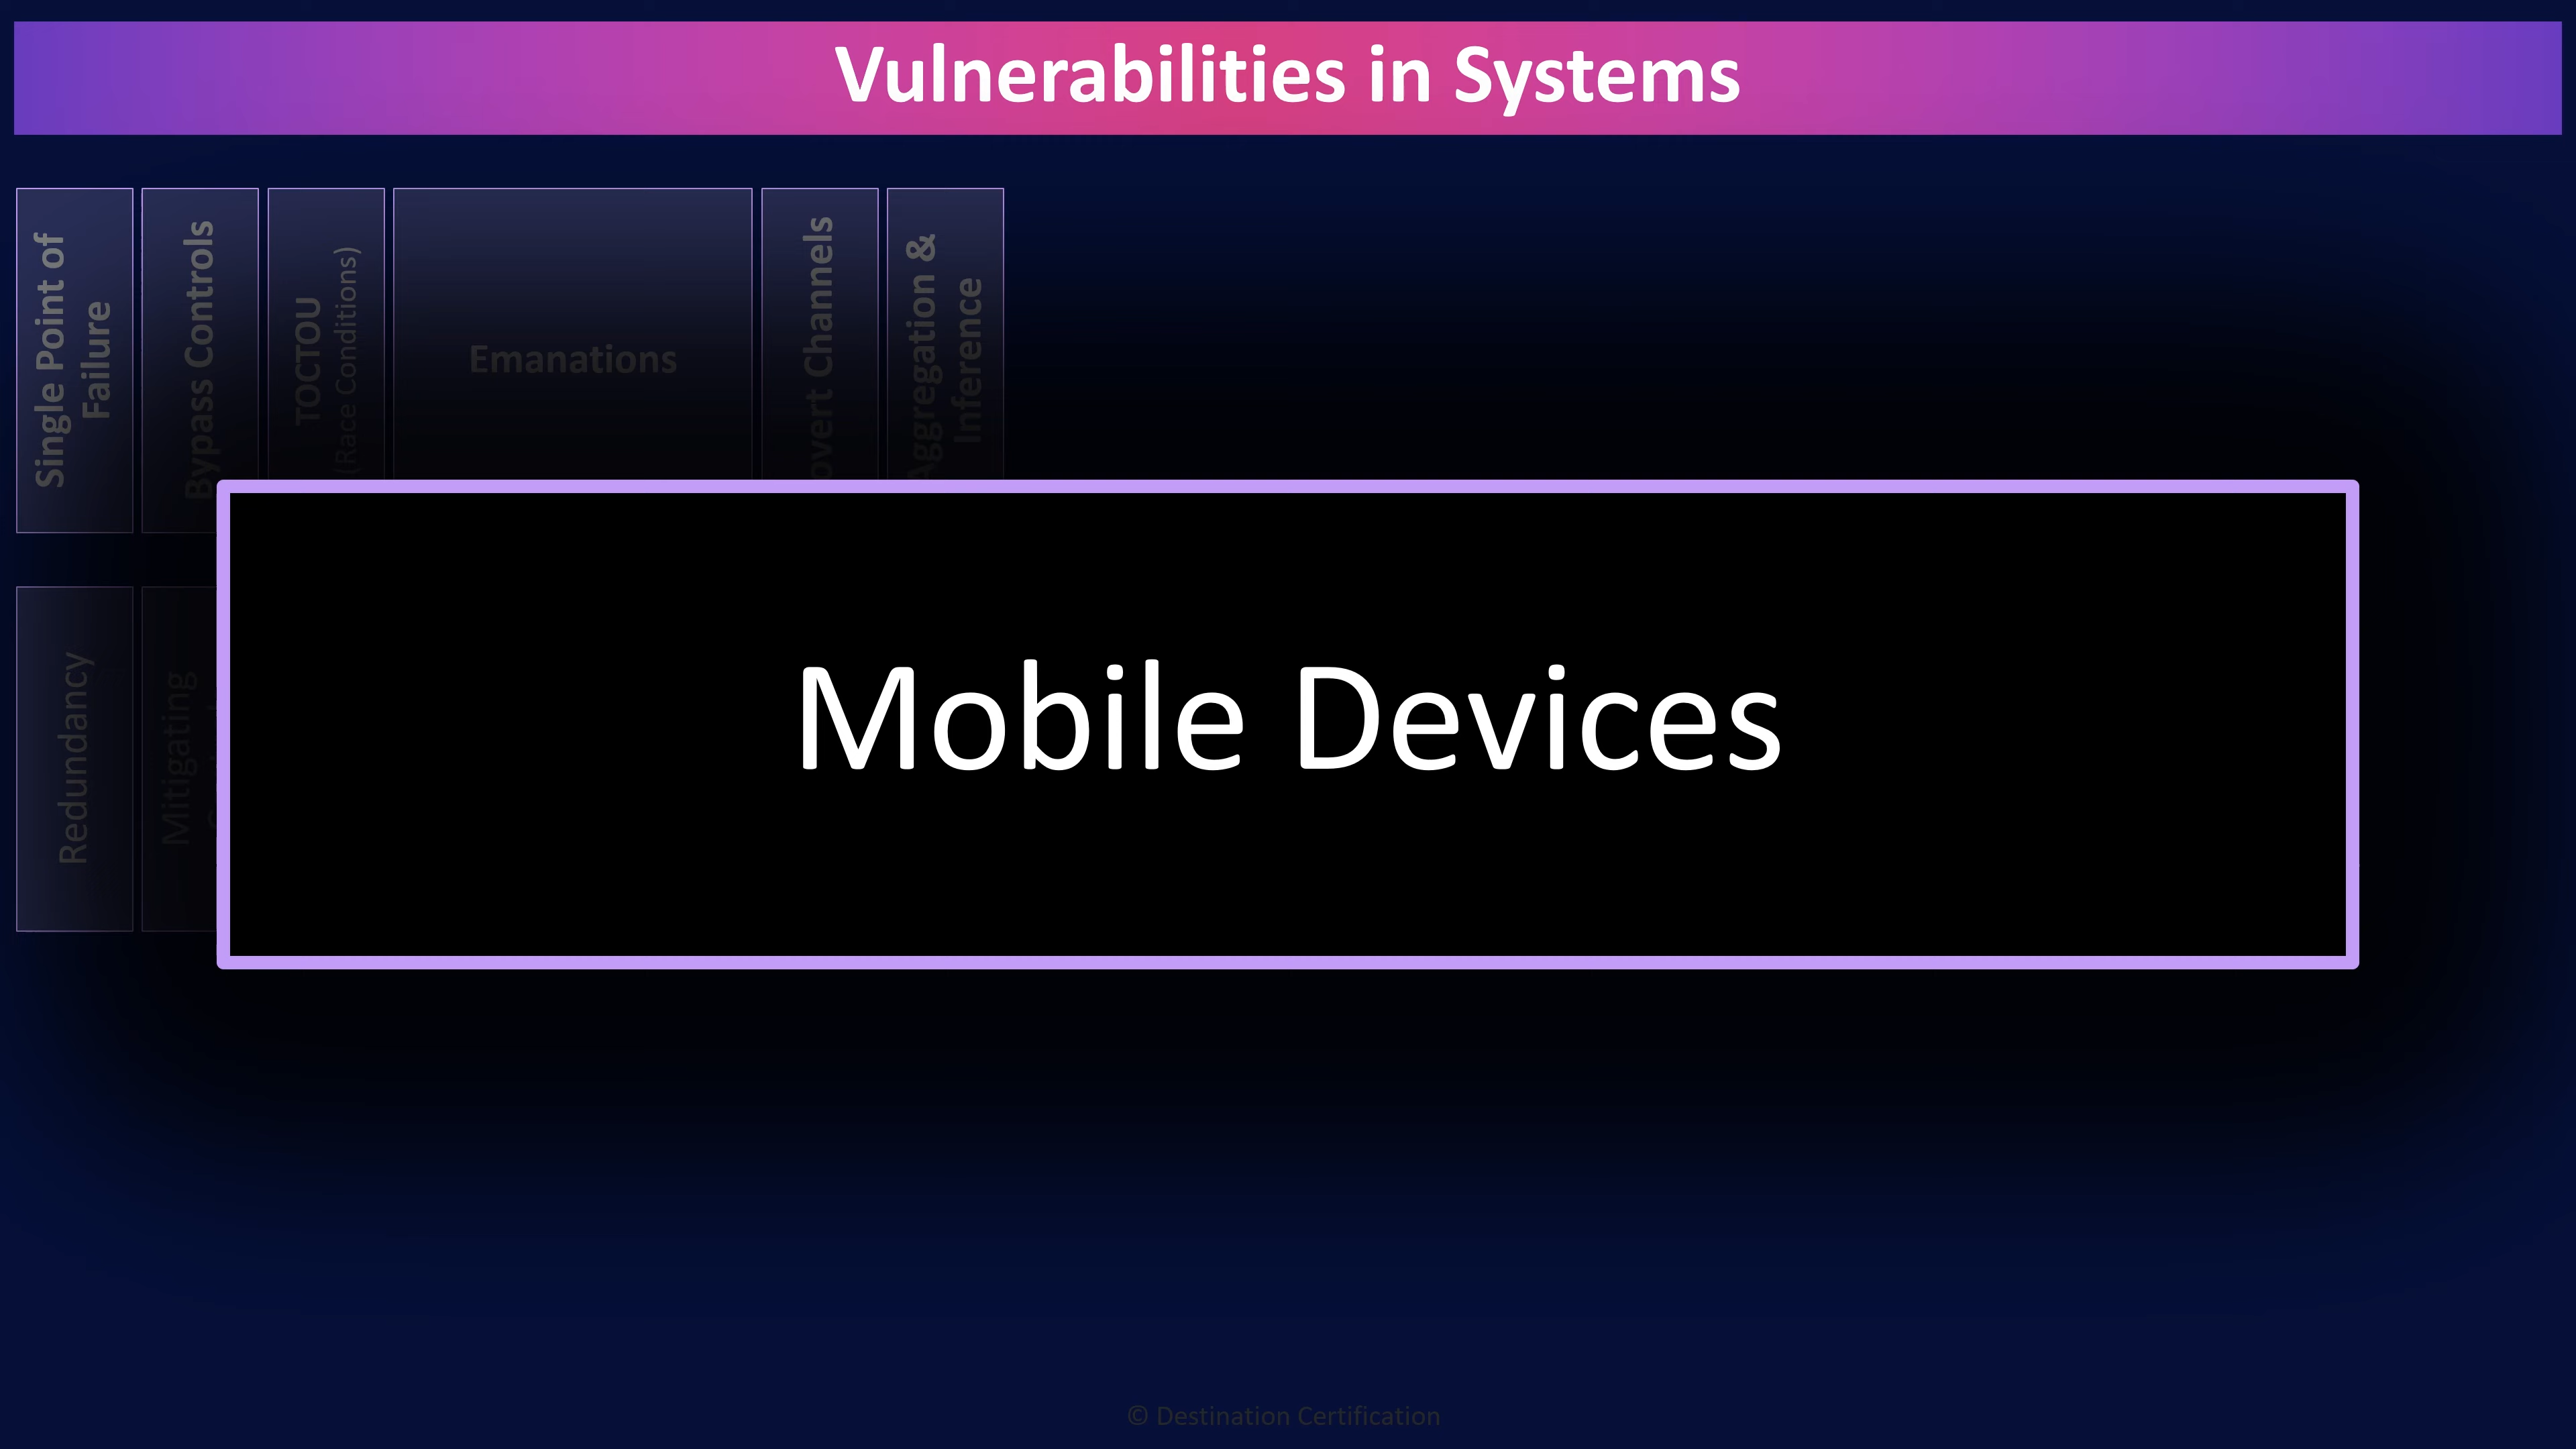 Vulnerabilities in Systems
Single Point of
Failure
Bypass Controls
TOCTOU
(Race Conditions)
Emanations
Channels
Aggregation &
Inference
Redundancy
Mitigating
Mobile Devices
© Destination Certification